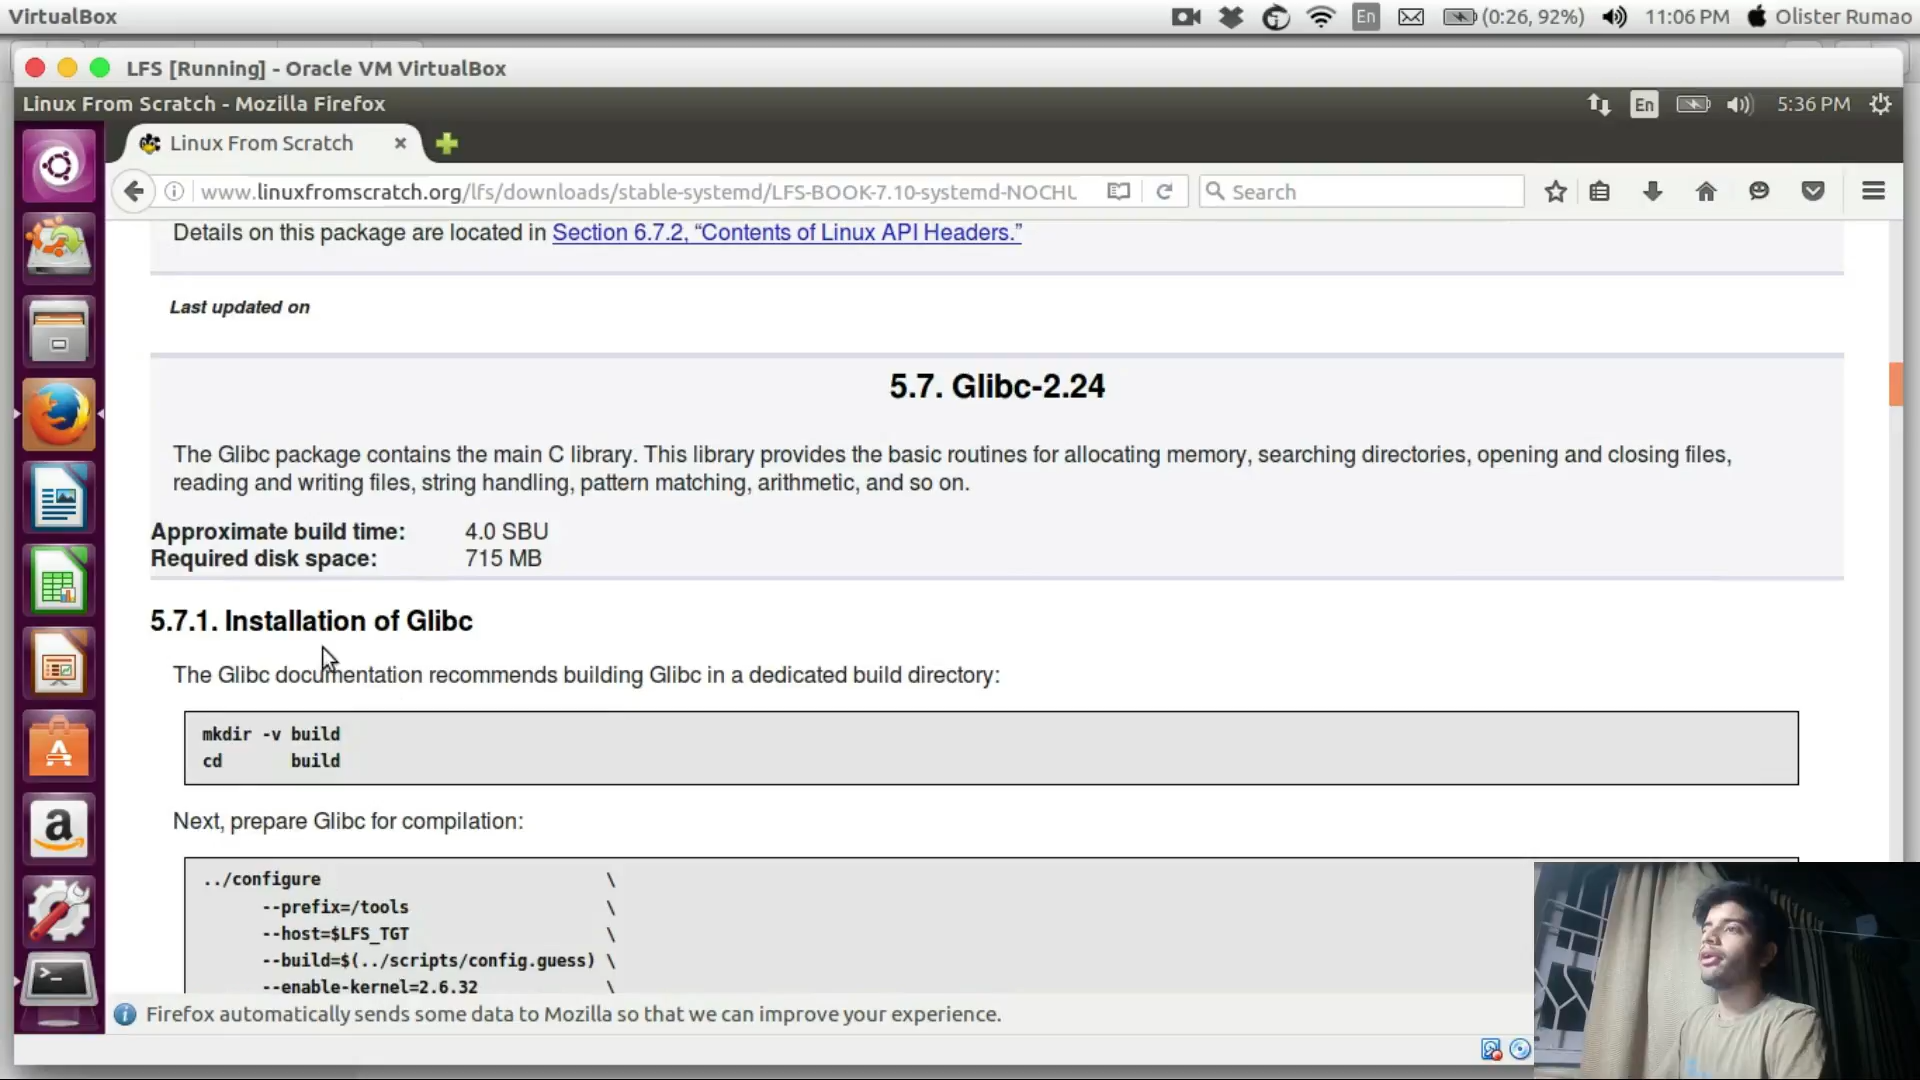 VirtualBox
En
(0:26, 92%)
11:06 PM
Olister Rumao
LFS [Running] - Oracle VM VirtualBox
Linux From Scratch - Mozilla Firefox
En
5:36 PM
Linux From Scratch
www.linuxfromscratch.org/lfs/downloads/stable-systemd/LFS-BOOK-7.10-systemd-NOCHU
Search
Details on this package are located in Section 6.7.2, “Contents of Linux API Headers.”
Last updated on
5.7. Glibc-2.24
The Glibc package contains the main C library. This library provides the basic routines for allocating memory, searching directories, opening and closing files,
reading and writing files, string handling, pattern matching, arithmetic, and so on.
Approximate build time: 4.0 SBU
Required disk space: 715 MB
5.7.1. Installation of Glibc
The Glibc documentation recommends building Glibc in a dedicated build directory:
mkdir -v build
cd build
Next, prepare Glibc for compilation:
../configure \
--prefix=/tools \
--host=$LFS_TGT \
--build=$(../scripts/config.guess) \
--enable-kernel=2.6.32 \
Firefox automatically sends some data to Mozilla so that we can improve your experience.